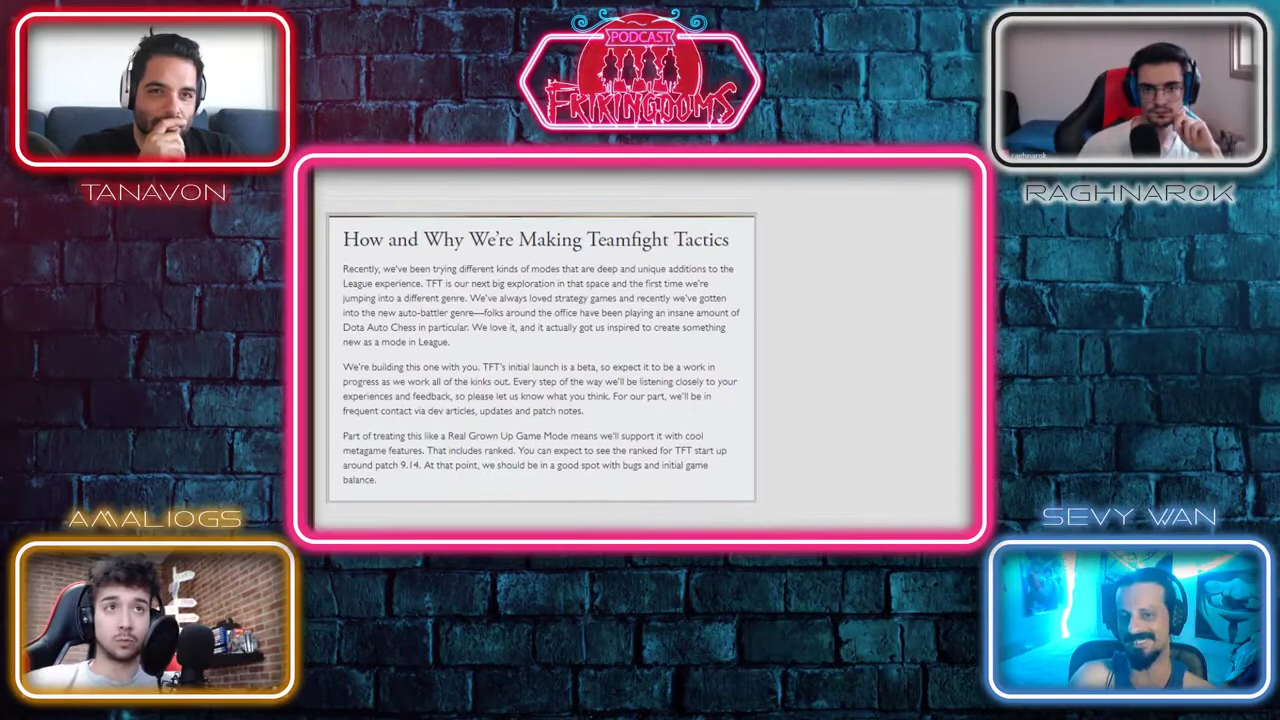 PODCAST
FRIKINGDOMS
TANAVON
raghnarok
RAGHNAROK
How and Why We're Making Teamfight Tactics
Recently, we've been trying different kinds of modes that are deep and unique additions to the
League experience. TFT is our next big exploration in that space and the first time we're
jumping into a different genre. We've always loved strategy games and recently we've gotten
into the new auto-battler genre—folks around the office have been playing an insane amount of
Dota Auto Chess in particular. We love it, and it actually got us inspired to create something
new as a mode in League.
We're building this one with you. TFT's initial launch is a beta, so expect it to be a work in
progress as we work all of the kinks out. Every step of the way we'll be listening closely to your
experiences and feedback, so please let us know what you think. For our part, we'll be in
frequent contact via dev articles, updates and patch notes.
Part of treating this like a Real Grown Up Game Mode means we'll support it with cool
metagame features. That includes ranked. You can expect to see the ranked for TFT start up
around patch 9.14. At that point, we should be in a good spot with bugs and initial game
balance.
AMALIOGS
SEVY WAN